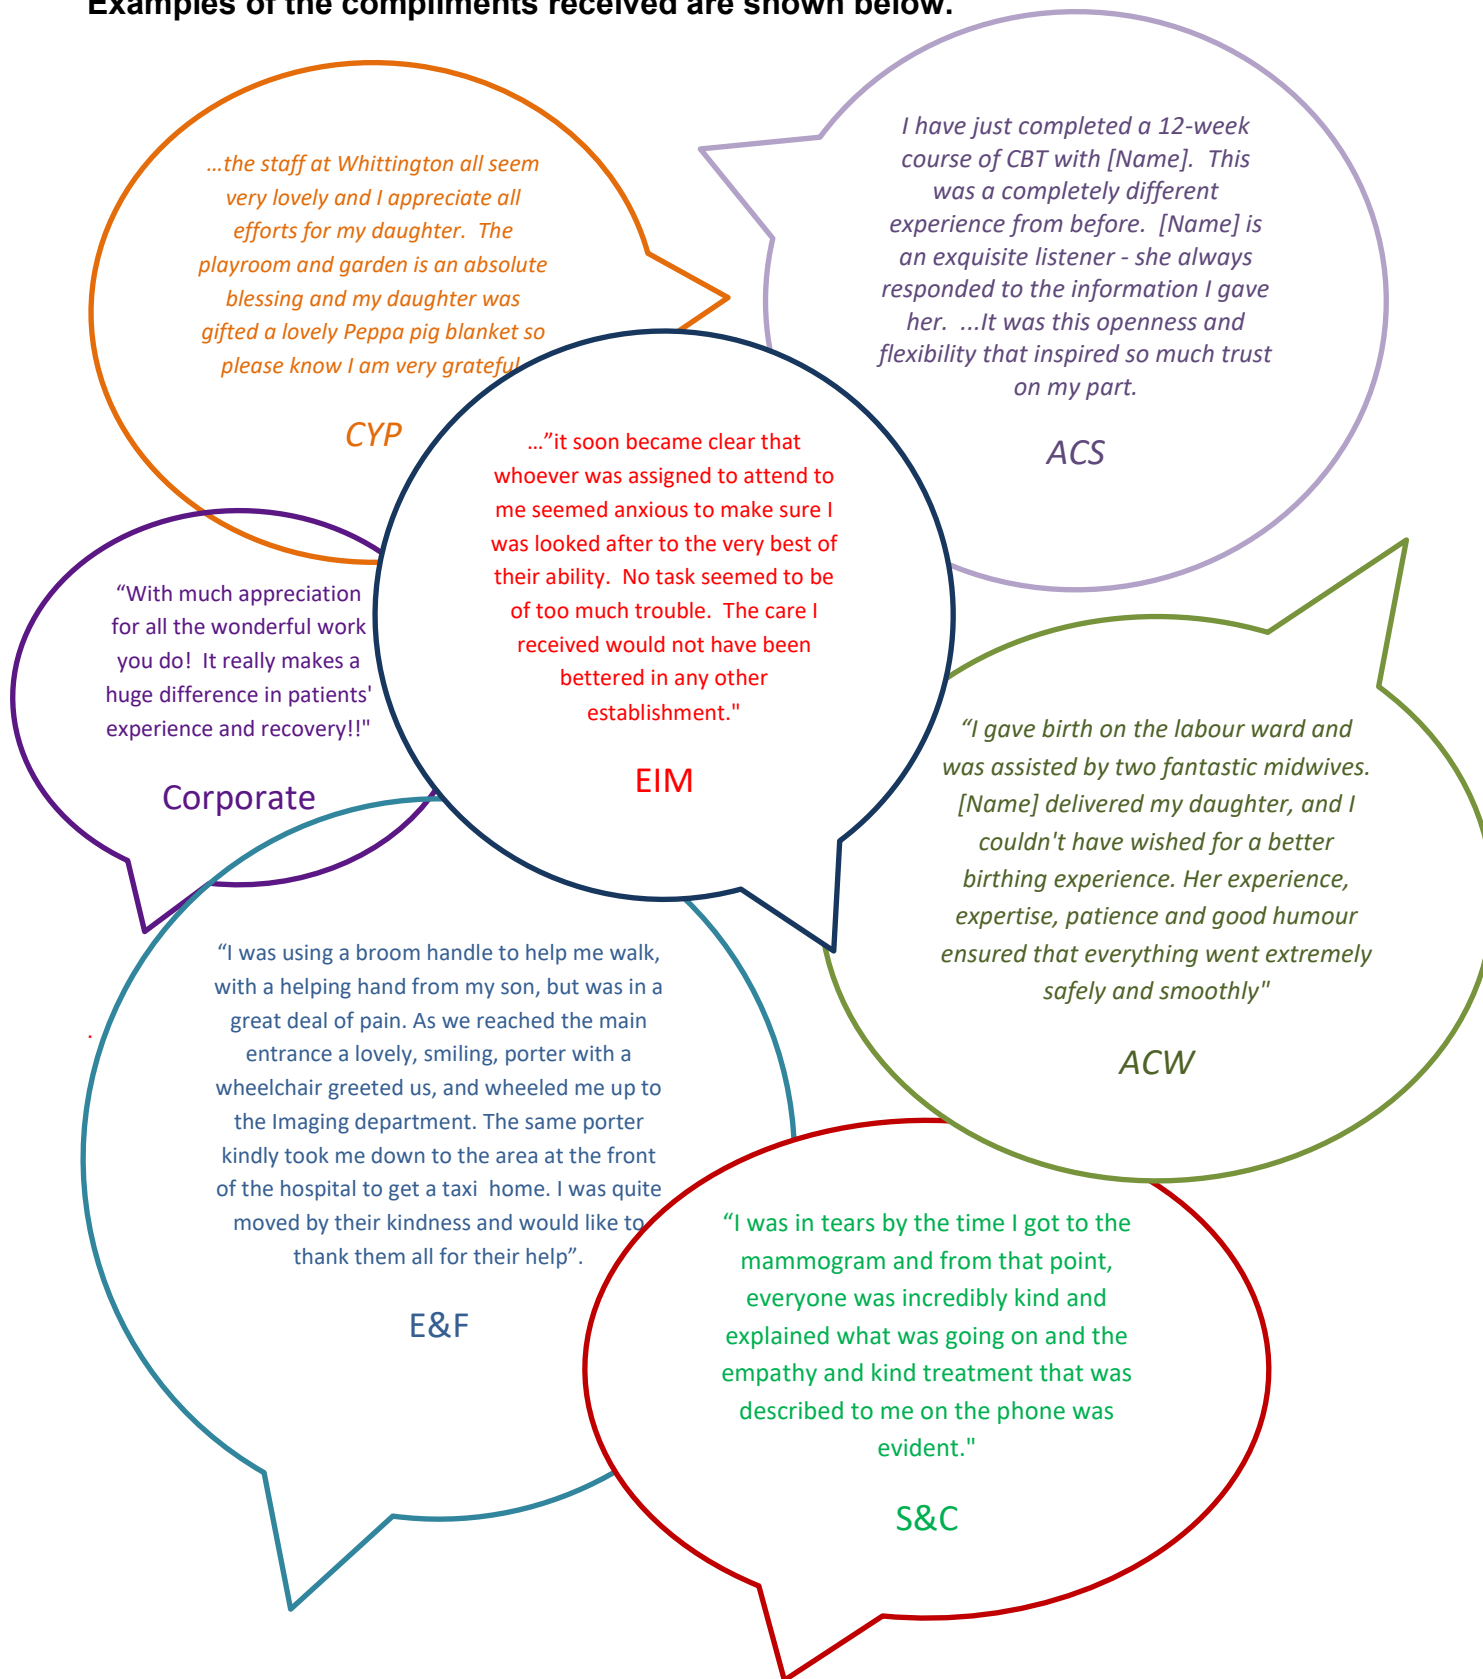 Examples of the compliments received are shown below.
…the staff at Whittington all seem
very lovely and I appreciate all
efforts for my daughter.  The
playroom and garden is an absolute
blessing and my daughter was
gifted a lovely Peppa pig blanket so
please know I am very grateful
CYP
I have just completed a 12-week
course of CBT with [Name].  This
was a completely different
experience from before.  [Name] is
an exquisite listener - she always
responded to the information I gave
her.  ...It was this openness and
flexibility that inspired so much trust
on my part.
ACS
…”it soon became clear that
whoever was assigned to attend to
me seemed anxious to make sure I
was looked after to the very best of
their ability.  No task seemed to be
of too much trouble.  The care I
received would not have been
bettered in any other
establishment."
EIM
“With much appreciation
for all the wonderful work
you do!  It really makes a
huge difference in patients'
experience and recovery!!"
Corporate
“I gave birth on the labour ward and
was assisted by two fantastic midwives.
[Name] delivered my daughter, and I
couldn't have wished for a better
birthing experience. Her experience,
expertise, patience and good humour
ensured that everything went extremely
safely and smoothly"
ACW
“I was using a broom handle to help me walk,
with a helping hand from my son, but was in a
great deal of pain. As we reached the main
entrance a lovely, smiling, porter with a
wheelchair greeted us, and wheeled me up to
the Imaging department. The same porter
kindly took me down to the area at the front
of the hospital to get a taxi  home. I was quite
moved by their kindness and would like to
thank them all for their help”.
E&F
.
“I was in tears by the time I got to the
mammogram and from that point,
everyone was incredibly kind and
explained what was going on and the
empathy and kind treatment that was
described to me on the phone was
evident."
S&C